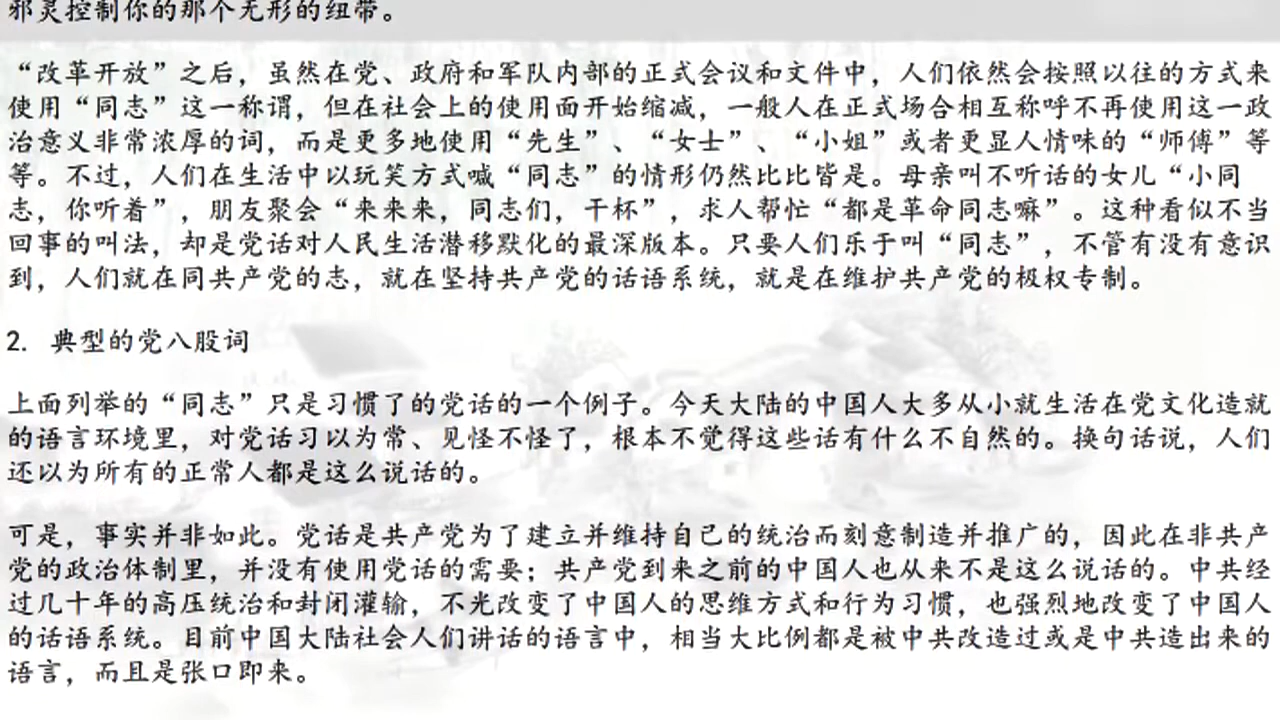 邪灵控制你的那个无形的纽带。
“改革开放”之后，虽然在党、政府和军队内部的正式会议和文件中，人们依然会按照以往的方式来
使用“同志”这一称谓，但在社会上的使用面开始缩减，一般人在正式场合相互称呼不再使用这一政
治意义非常浓厚的词，而是更多地使用“先生”、“女士”、“小姐”或者更显人情味的“师傅”等
等。不过，人们在生活中以玩笑方式喊“同志”的情形仍然比比皆是。母亲叫不听话的女儿“小同
志，你听着”，朋友聚会“来来来，同志们，干杯”，求人帮忙“都是革命同志嘛”。这种看似不当
回事的叫法，却是党话对人民生活潜移默化的最深版本。只要人们乐于叫“同志”，不管有没有意识
到，人们就在同共产党的志，就在坚持共产党的话语系统，就是在维护共产党的极权专制。
2. 典型的党八股词
上面列举的“同志”只是习惯了的党话的一个例子。今天大陆的中国人大多从小就生活在党文化造就
的语言环境里，对党话习以为常、见怪不怪了，根本不觉得这些话有什么不自然的。换句话说，人们
还以为所有的正常人都是这么说话的。
可是，事实并非如此。党话是共产党为了建立并维持自己的统治而刻意制造并推广的，因此在非共产
党的政治体制里，并没有使用党话的需要；共产党到来之前的中国人也从来不是这么说话的。中共经
过几十年的高压统治和封闭灌输，不光改变了中国人的思维方式和行为习惯，也强烈地改变了中国人
的话语系统。目前中国大陆社会人们讲话的语言中，相当大比例都是被中共改造过或是中共造出来的
语言，而且是张口即来。